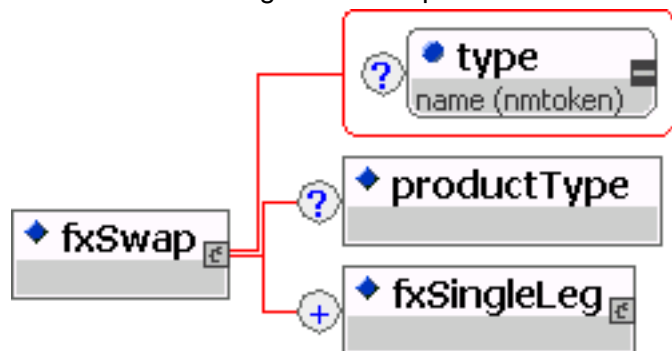 ?
type
name (nmtoken)
?
productType
fxSwap
+
fxSingleLeg